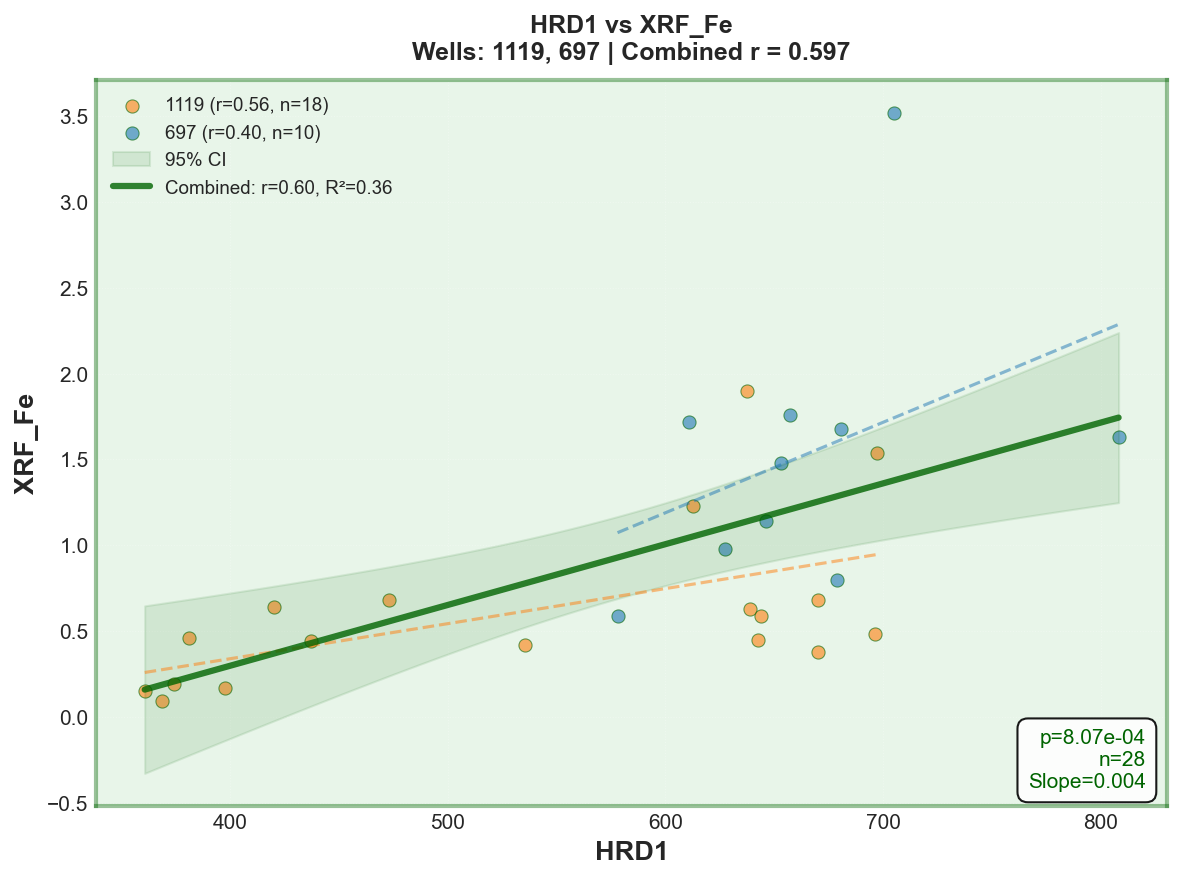 HRD1 vs XRF_Fe
Wells: 1119, 697 | Combined r = 0.597
1119 (r=0.56, n=18)
697 (r=0.40, n=10)
95% CI
Combined: r=0.60, R²=0.36
XRF_Fe
3.5
3.0
2.5
2.0
1.5
1.0
0.5
0.0
−0.5
p=8.07e-04
n=28
Slope=0.004
400 500 600 700 800
HRD1